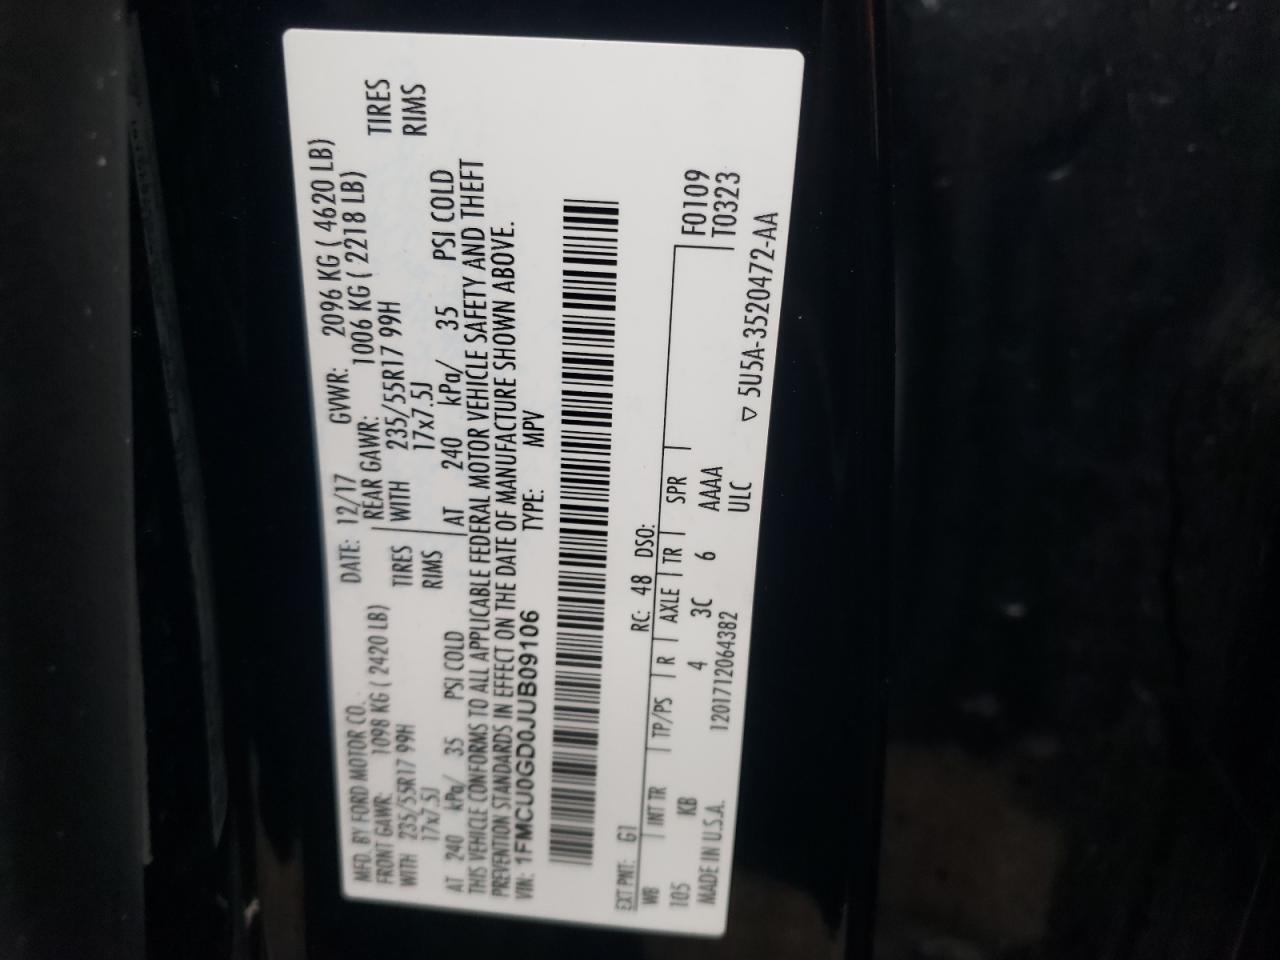 MFD. BY FORD MOTOR CO. DATE: 12/17 GVWR: 2096 KG ( 4620 LB)
FRONT GAWR: 1098 KG ( 2420 LB) REAR GAWR: 1006 KG ( 2218 LB)
WITH 235/55R17 99H TIRES WITH 235/55R17 99H TIRES
17x7.5J RIMS 17x7.5J RIMS
AT 240 kPa/ 35 PSI COLD AT 240 kPa/ 35 PSI COLD
THIS VEHICLE CONFORMS TO ALL APPLICABLE FEDERAL MOTOR VEHICLE SAFETY AND THEFT
PREVENTION STANDARDS IN EFFECT ON THE DATE OF MANUFACTURE SHOWN ABOVE.
VIN: 1FMCU0GD0JUB09106 TYPE: MPV
EXT PNT: G1 RC: 48 DSO: F0109
WB INT TR TP/PS R AXLE TR SPR T0323
105 KB 4 3C 6 AAAA
MADE IN U.S.A. 1201712064382 ULC
▽ 5U5A-3520472-AA